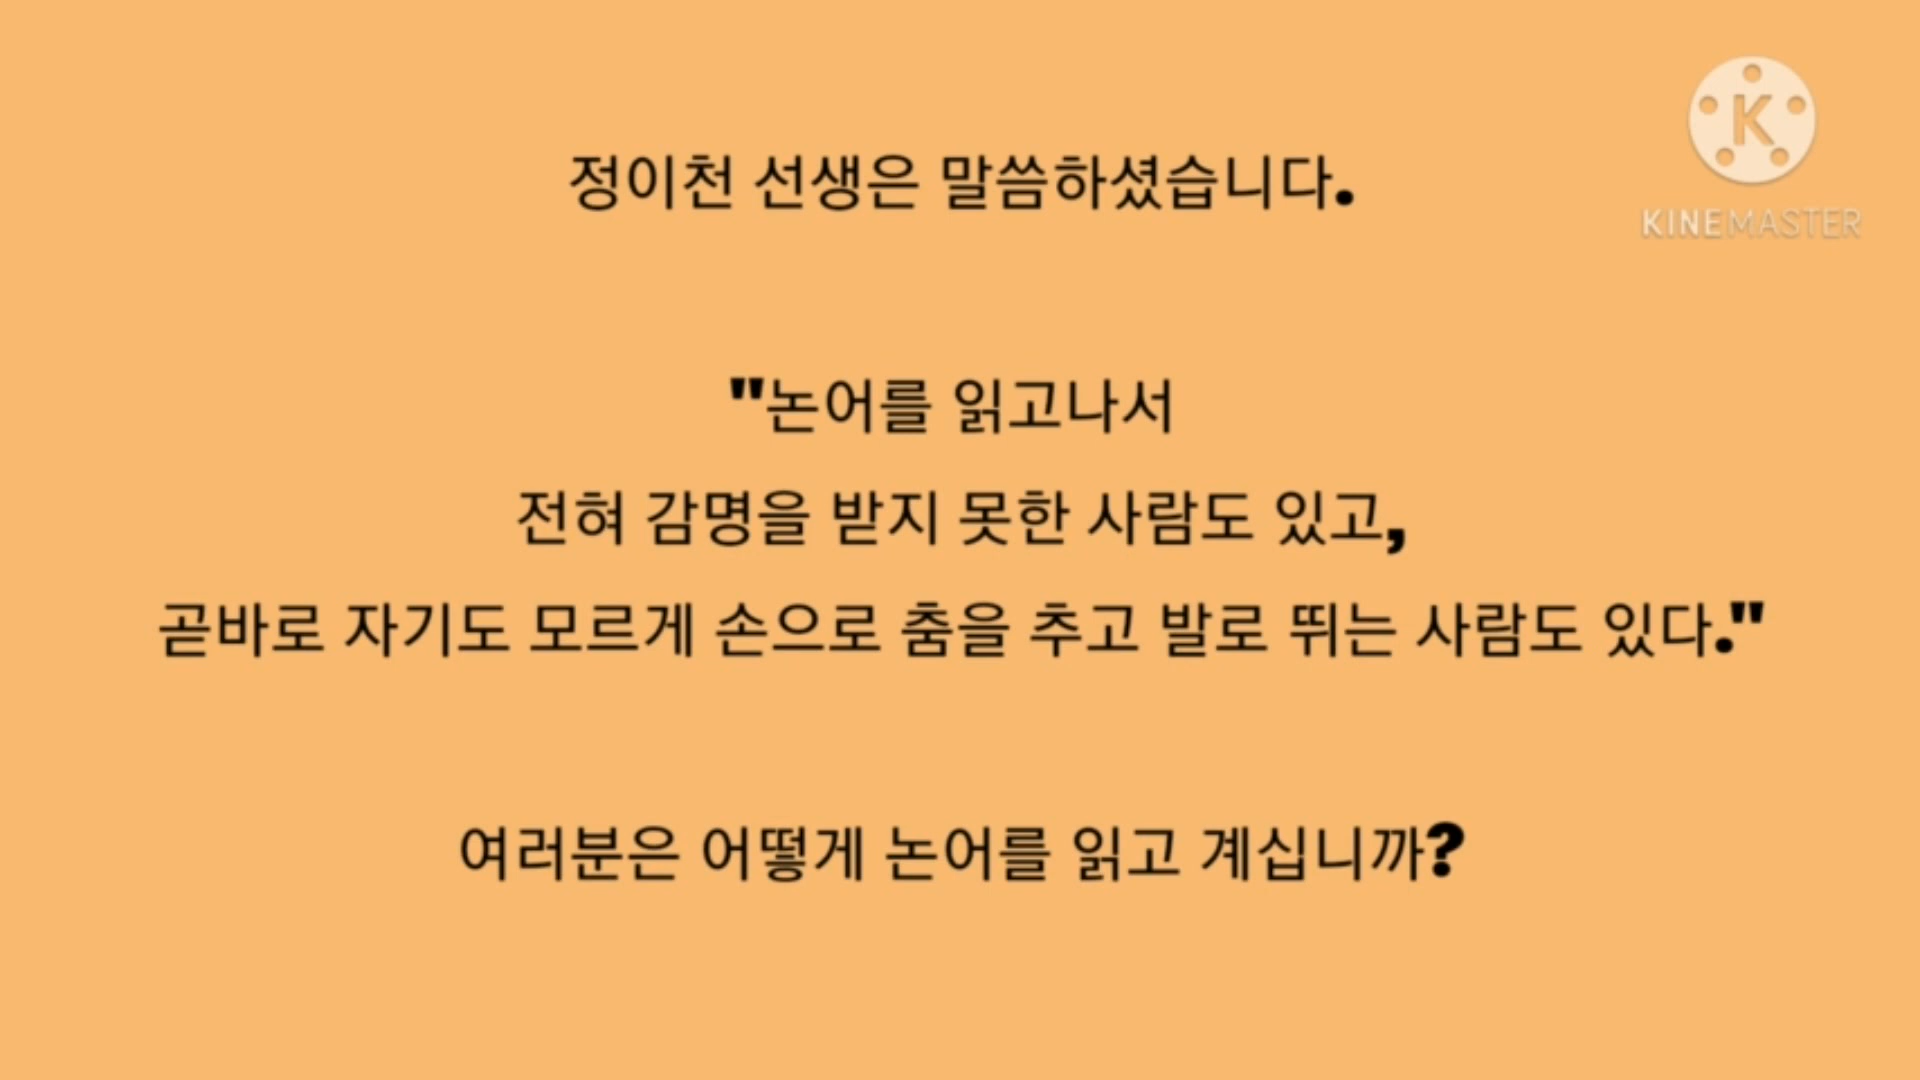 정이천 선생은 말씀하셨습니다.
"논어를 읽고나서
전혀 감명을 받지 못한 사람도 있고,
곧바로 자기도 모르게 손으로 춤을 추고 발로 뛰는 사람도 있다."
여러분은 어떻게 논어를 읽고 계십니까?
K
KINEMASTER